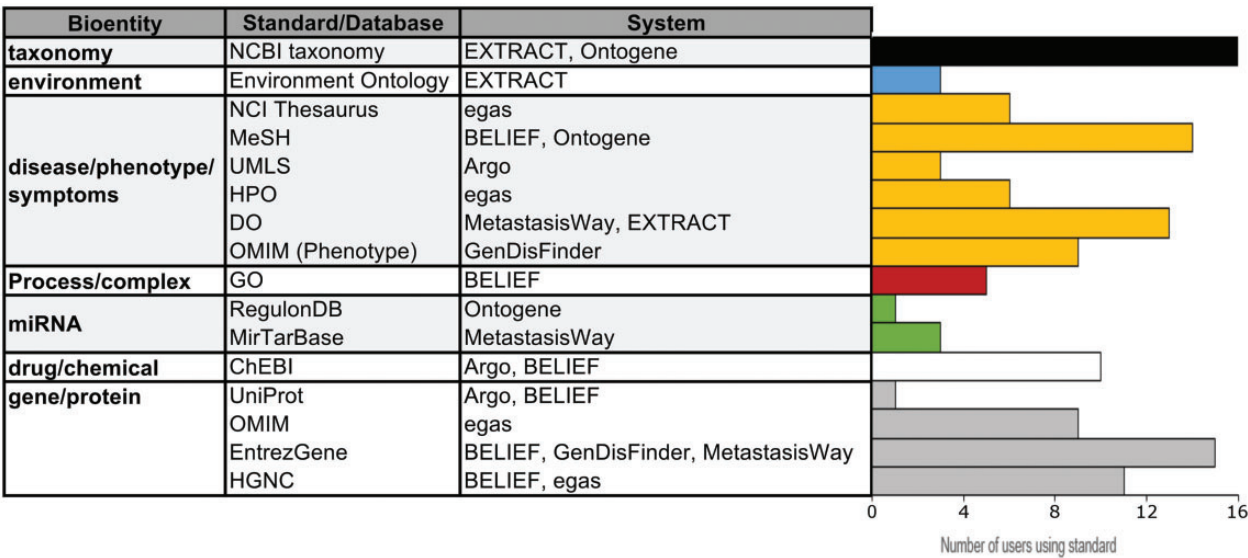 Bioentity Standard/Database System
taxonomy NCBI taxonomy EXTRACT, Ontogene
environment Environment Ontology EXTRACT
NCI Thesaurus egas
MeSH BELIEF, Ontogene
disease/phenotype/ UMLS Argo
symptoms HPO egas
DO MetastasisWay, EXTRACT
OMIM (Phenotype) GenDisFinder
Process/complex GO BELIEF
miRNA RegulonDB Ontogene
MirTarBase MetastasisWay
drug/chemical ChEBI Argo, BELIEF
gene/protein UniProt Argo, BELIEF
OMIM egas
EntrezGene BELIEF, GenDisFinder, MetastasisWay
HGNC BELIEF, egas
0 4 8 12 16
Number of users using standard